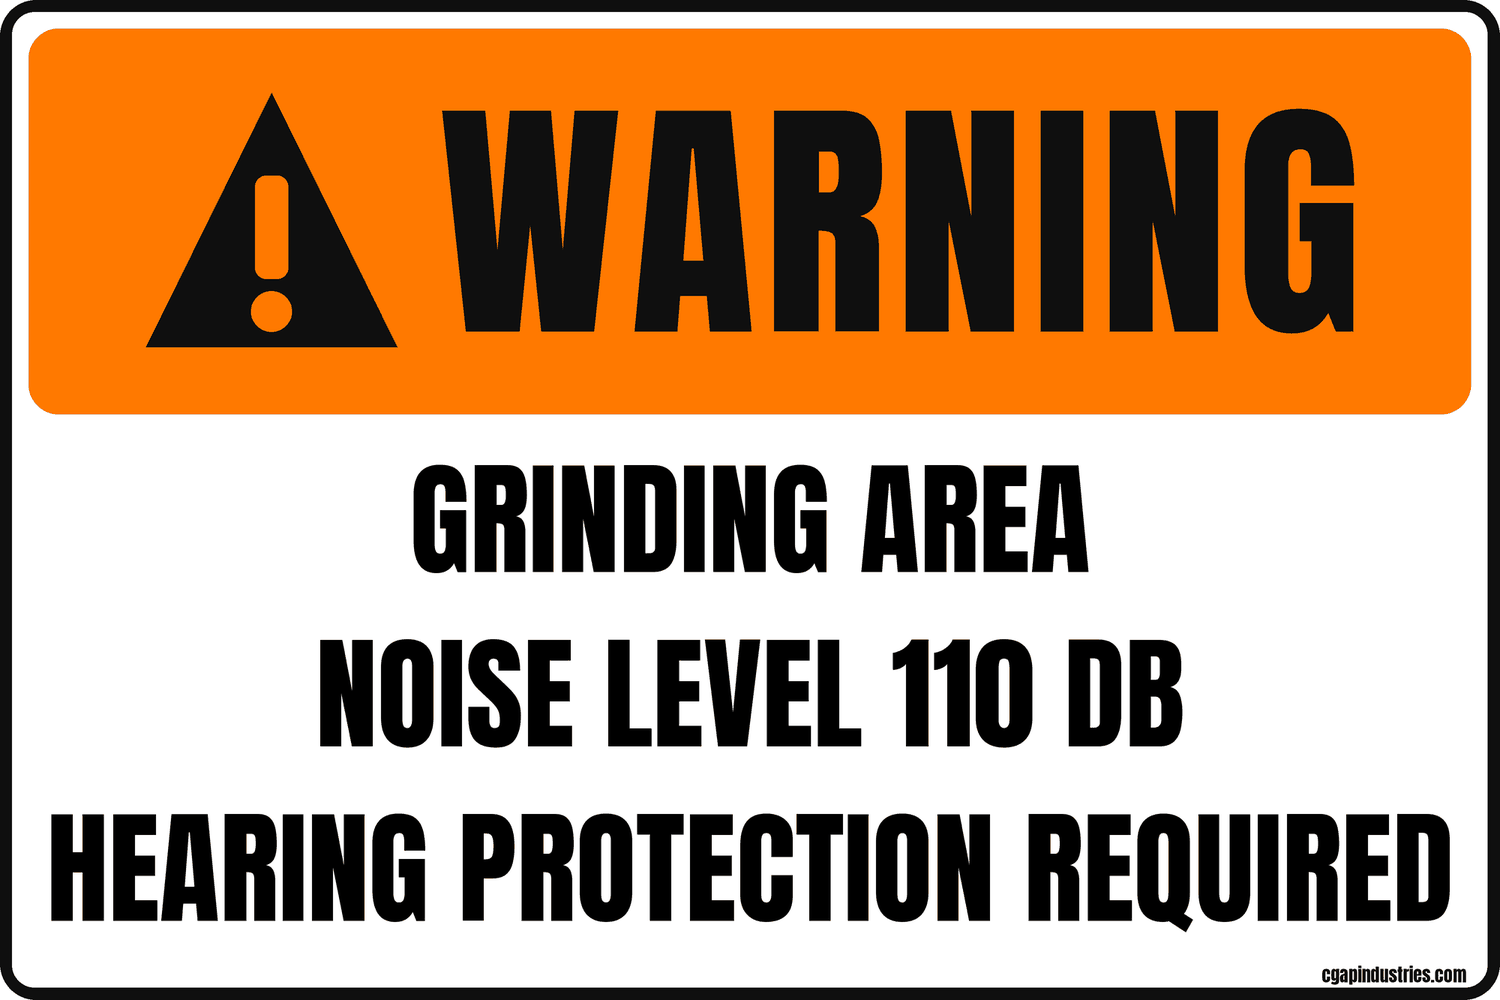 WARNING
GRINDING AREA
NOISE LEVEL 110 DB
HEARING PROTECTION REQUIRED
cgapindustries.com